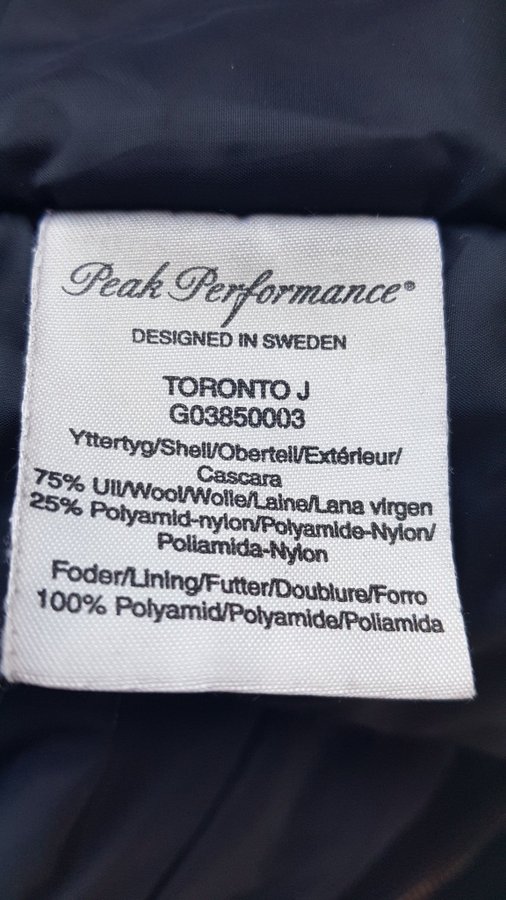 Peak Performance®
DESIGNED IN SWEDEN
TORONTO J
G03850003
Yttertyg/Shell/Oberteil/Extérieur/
Cascara
75% Ull/Wool/Wolle/Laine/Lana virgen
25% Polyamid-nylon/Polyamide-Nylon/
Poliamida-Nylon
Foder/Lining/Futter/Doublure/Forro
100% Polyamid/Polyamide/Poliamida